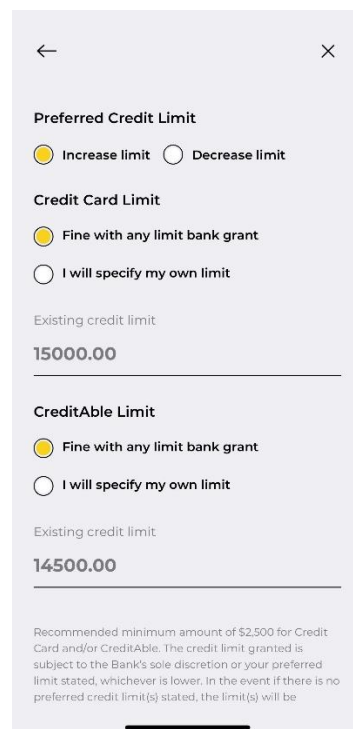 Preferred Credit Limit
Increase limit Decrease limit
Credit Card Limit
Fine with any limit bank grant
I will specify my own limit
Existing credit limit
15000.00
CreditAble Limit
Fine with any limit bank grant
I will specify my own limit
Existing credit limit
14500.00
Recommended minimum amount of $2,500 for Credit
Card and/or CreditAble. The credit limit granted is
subject to the Bank's sole discretion or your preferred
limit stated, whichever is lower. In the event if there is no
preferred credit limit(s) stated, the limit(s) will be